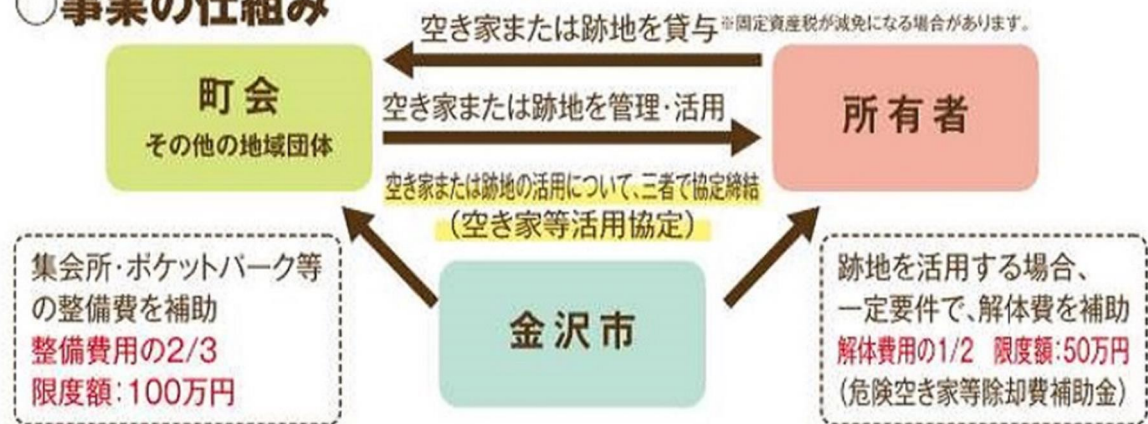 ○事業の仕組み
空き家または跡地を貸与※固定資産税が減免になる場合があります。
町会
その他の地域団体
空き家または跡地を管理・活用
所有者
空き家または跡地の活用について、三者で協定締結
(空き家等活用協定)
集会所・ポケットパーク等
の整備費を補助
整備費用の2/3
限度額:100万円
金沢市
跡地を活用する場合、
一定要件で、解体費を補助
解体費用の1/2 限度額:50万円
(危険空き家等除却費補助金)